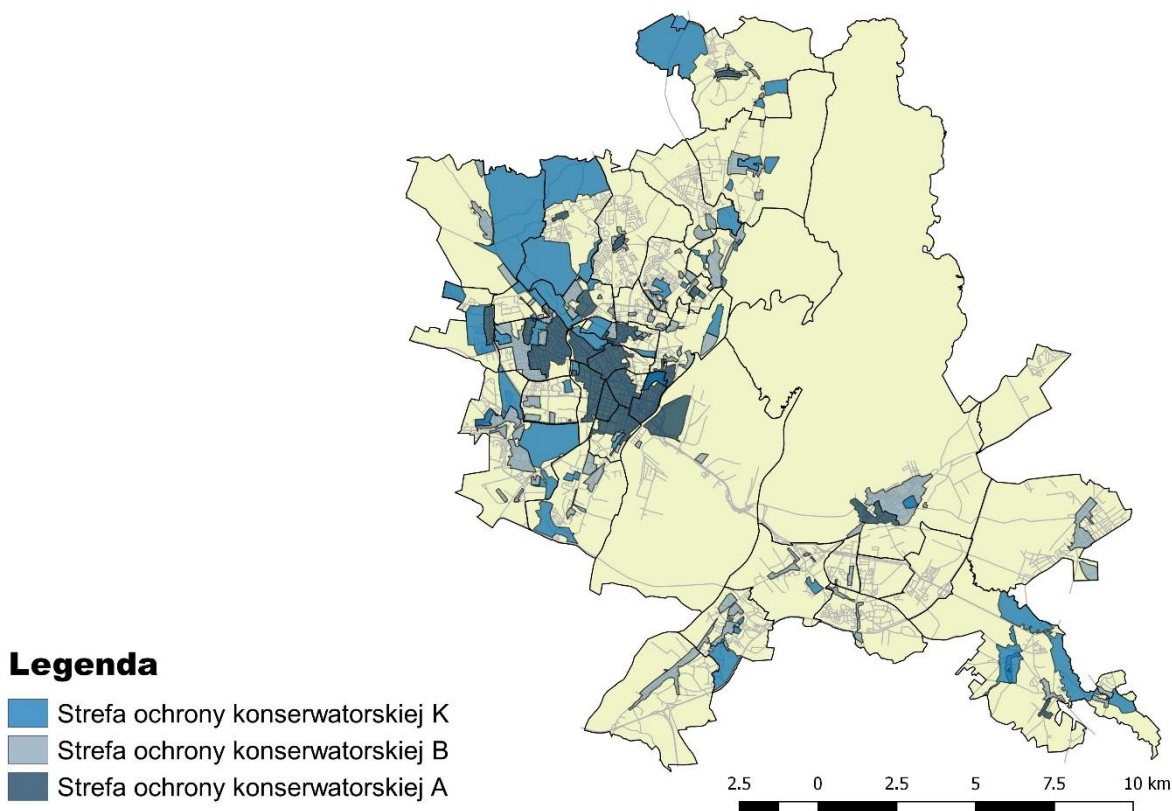 Legenda
Strefa ochrony konserwatorskiej K
Strefa ochrony konserwatorskiej B
Strefa ochrony konserwatorskiej A
2.5 0 2.5 5 7.5 10 km